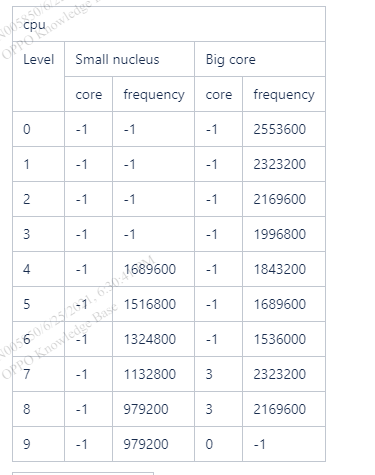 cpu
Level Small nucleus Big core
core frequency core frequency
0 -1 -1 -1 2553600
1 -1 -1 -1 2323200
2 -1 -1 -1 2169600
3 -1 -1 -1 1996800
4 -1 1689600 -1 1843200
5 -1 1516800 -1 1689600
6 -1 1324800 -1 1536000
7 -1 1132800 3 2323200
8 -1 979200 3 2169600
9 -1 979200 0 -1
OPPO Knowledge Base